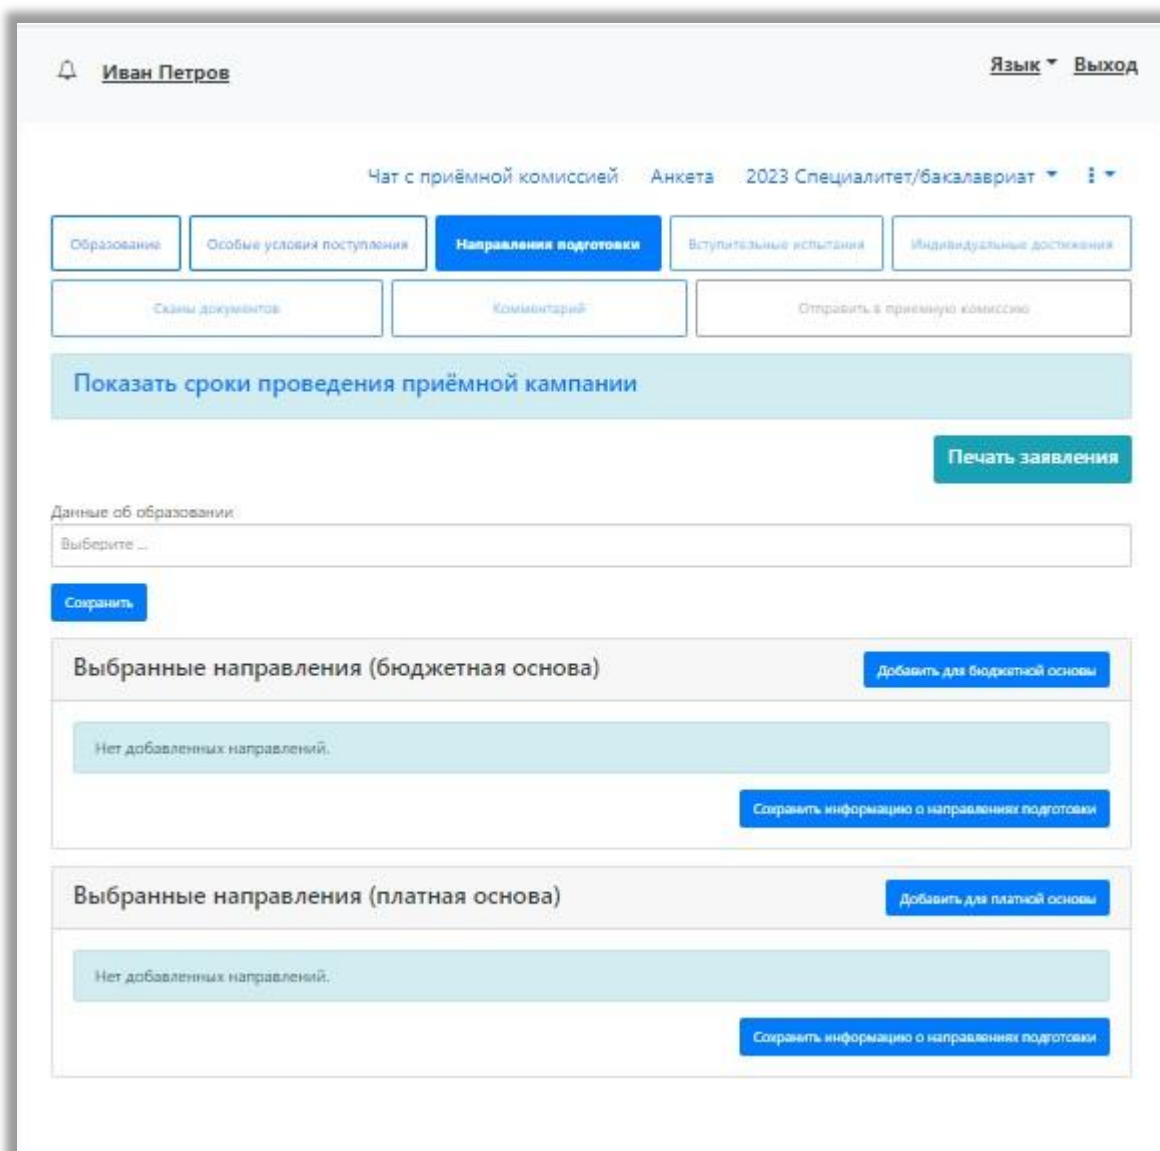 Иван Петров
Язык Выход
Чат с приёмной комиссией Анкета 2023 Специалитет/бакалавриат
Образование Особые условия поступления Направления подготовки Вступительные испытания Индивидуальные достижения
Сканы документов Комментарий Отправить в приемную комиссию
Показать сроки проведения приёмной кампании
Печать заявления
Данные об образовании
Выберите ...
Сохранить
Выбранные направления (бюджетная основа) Добавить для бюджетной основы
Нет добавленных направлений.
Сохранить информацию о направлениях подготовки
Выбранные направления (платная основа) Добавить для платной основы
Нет добавленных направлений.
Сохранить информацию о направлениях подготовки